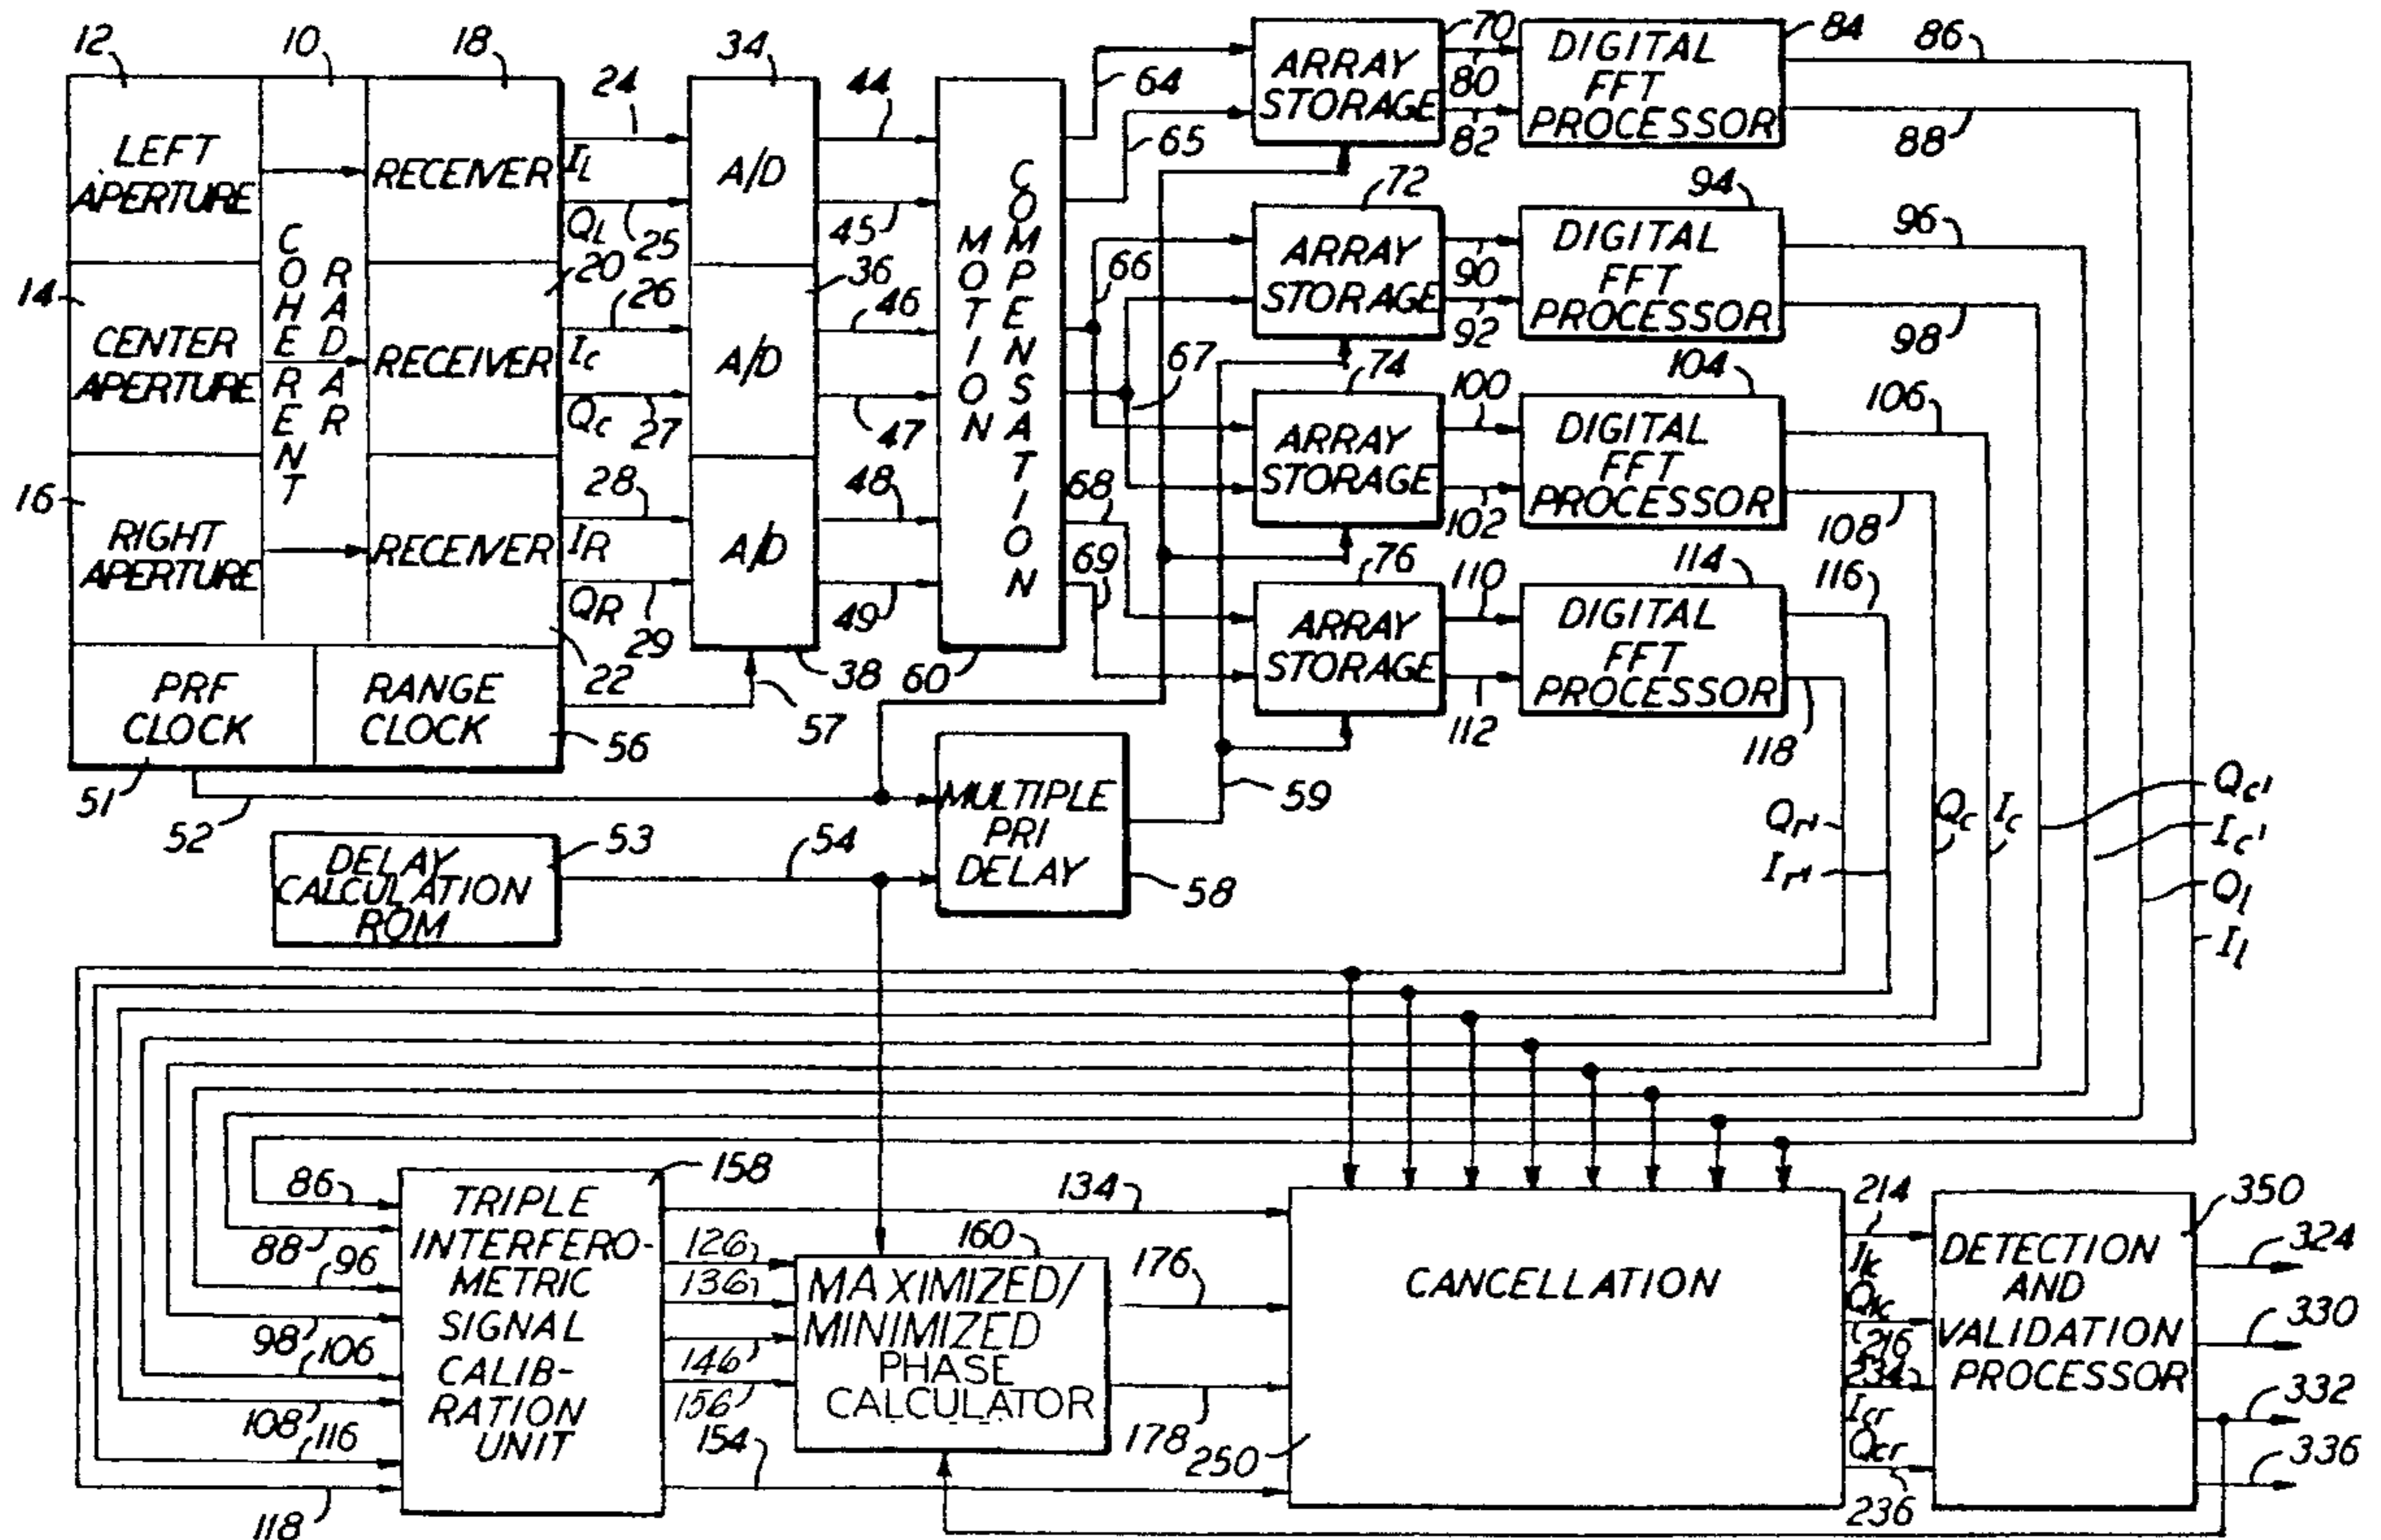 12
10
18
34
24
44
64
65
70
80
82
84
86
88
LEFT
APERTURE
COHERENT
RADAR
RECEIVER
IL
QL
25
A/D
45
MOTION
COMPENSATION
ARRAY
STORAGE
DIGITAL
FFT
PROCESSOR
14
CENTER
APERTURE
RECEIVER
20
26
IC
QC
27
36
A/D
46
47
66
67
72
ARRAY
STORAGE
90
92
94
DIGITAL
FFT
PROCESSOR
96
98
16
RIGHT
APERTURE
RECEIVER
28
IR
QR
29
22
A/D
38
48
49
60
68
69
74
ARRAY
STORAGE
100
102
104
DIGITAL
FFT
PROCESSOR
106
108
76
ARRAY
STORAGE
110
112
114
DIGITAL
FFT
PROCESSOR
116
118
PRF
CLOCK
RANGE
CLOCK
56
57
51
52
53
DELAY
CALCULATION
ROM
54
MULTIPLE
PRI
DELAY
58
59
Qr'
Ir'
Qc
Ic
Qc'
Ic'
Ql
Il
86
88
96
98
106
108
116
118
158
TRIPLE
INTERFERO-
METRIC
SIGNAL
CALIB-
RATION
UNIT
134
126
136
146
156
154
160
MAXIMIZED/
MINIMIZED
PHASE
CALCULATOR
176
178
250
CANCELLATION
214
Ilc
Qlc
216
234
Icr
Qcr
236
350
DETECTION
AND
VALIDATION
PROCESSOR
324
330
332
336